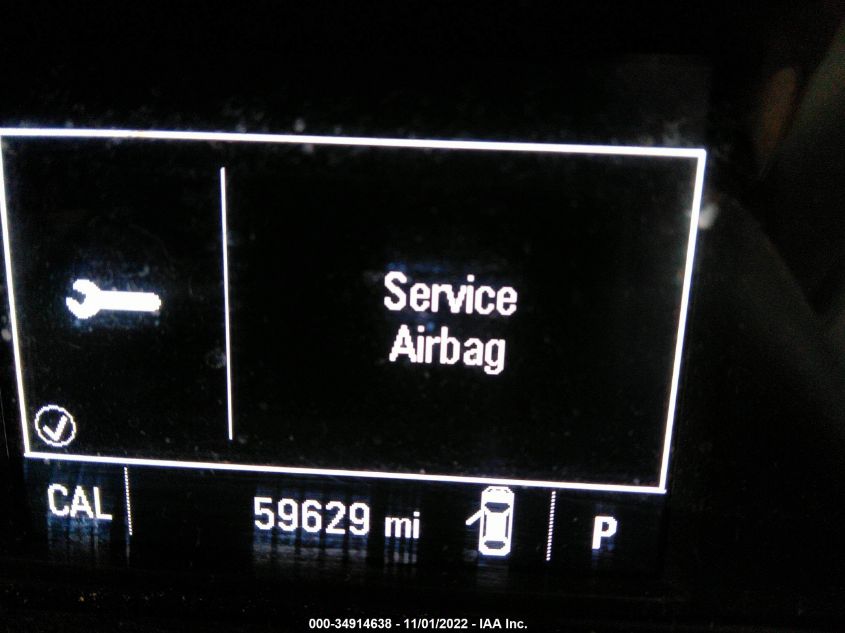 Service
Airbag
CAL
59629 mi
P
000-34914638 - 11/01/2022 - IAA Inc.